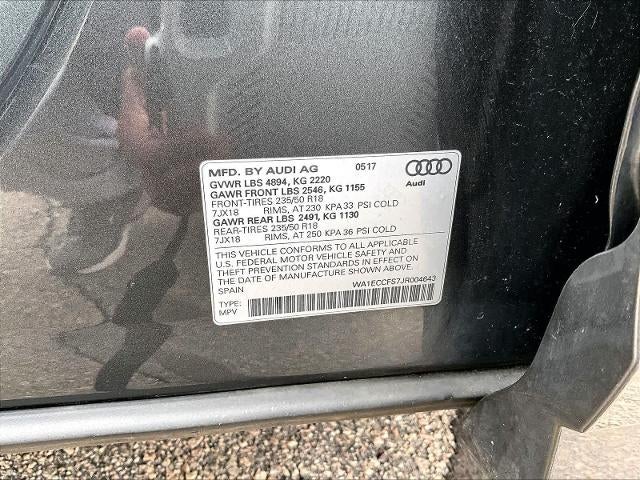 MFD. BY AUDI AG 0517
GVWR LBS 4894, KG 2220
GAWR FRONT LBS 2546, KG 1155
FRONT-TIRES 235/50 R18
7JX18 RIMS, AT 230 KPA 33 PSI COLD
GAWR REAR LBS 2491, KG 1130
REAR-TIRES 235/50 R18
7JX18 RIMS, AT 250 KPA 36 PSI COLD
Audi
THIS VEHICLE CONFORMS TO ALL APPLICABLE
U.S. FEDERAL MOTOR VEHICLE SAFETY AND
THEFT PREVENTION STANDARDS IN EFFECT ON
THE DATE OF MANUFACTURE SHOWN ABOVE.
SPAIN
WA1ECCFS7JR004643
TYPE:
MPV